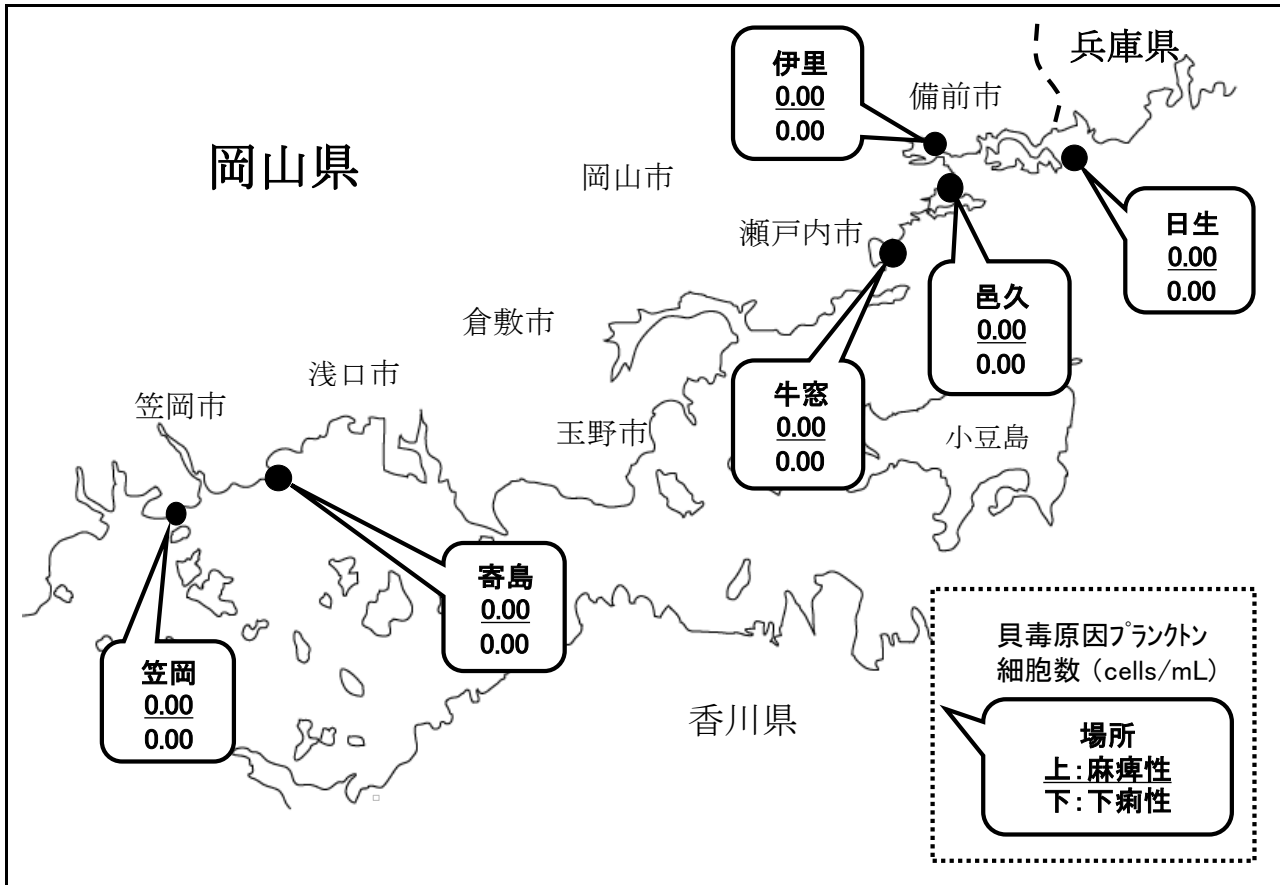 兵庫県
伊里
0.00
0.00
備前市
岡山県
岡山市
日生
0.00
0.00
瀬戸内市
邑久
0.00
0.00
倉敷市
浅口市
牛窓
0.00
0.00
笠岡市
玉野市
小豆島
寄島
0.00
0.00
笠岡
0.00
0.00
香川県
貝毒原因プランクトン
細胞数 (cells/mL)
場所
上:麻痺性
下:下痢性